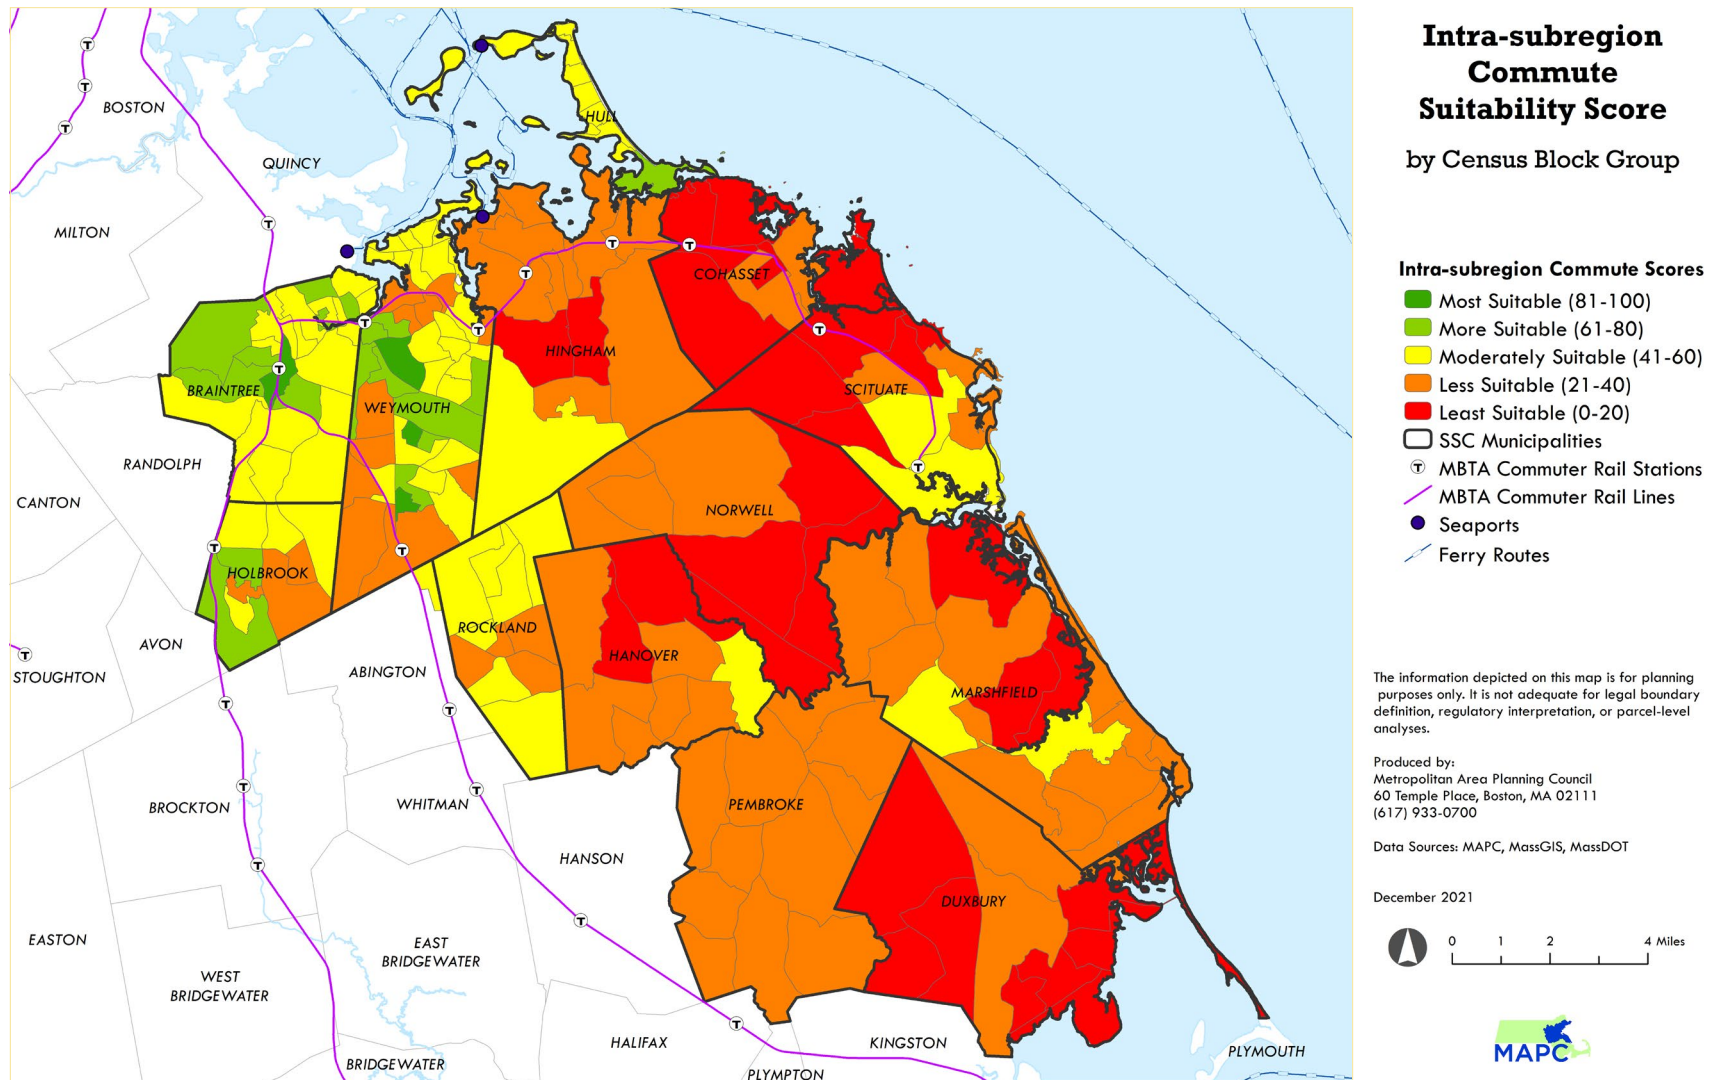 Intra-subregion
Commute
Suitability Score
by Census Block Group
Intra-subregion Commute Scores
Most Suitable (81-100)
More Suitable (61-80)
Moderately Suitable (41-60)
Less Suitable (21-40)
Least Suitable (0-20)
SSC Municipalities
T MBTA Commuter Rail Stations
MBTA Commuter Rail Lines
Seaports
Ferry Routes
The information depicted on this map is for planning
purposes only. It is not adequate for legal boundary
definition, regulatory interpretation, or parcel-level
analyses.
Produced by:
Metropolitan Area Planning Council
60 Temple Place, Boston, MA 02111
(617) 933-0700
Data Sources: MAPC, MassGIS, MassDOT
December 2021
0 1 2 4 Miles
MAPC
BOSTON
HULL
QUINCY
MILTON
COHASSET
HINGHAM
BRAINTREE
SCITUATE
WEYMOUTH
RANDOLPH
CANTON
NORWELL
HOLBROOK
ROCKLAND
AVON
HANOVER
ABINGTON
STOUGHTON
MARSHFIELD
BROCKTON
WHITMAN
PEMBROKE
HANSON
DUXBURY
EASTON
EAST
BRIDGEWATER
WEST
BRIDGEWATER
HALIFAX
KINGSTON
PLYMOUTH
BRIDGEWATER
PLYMPTON